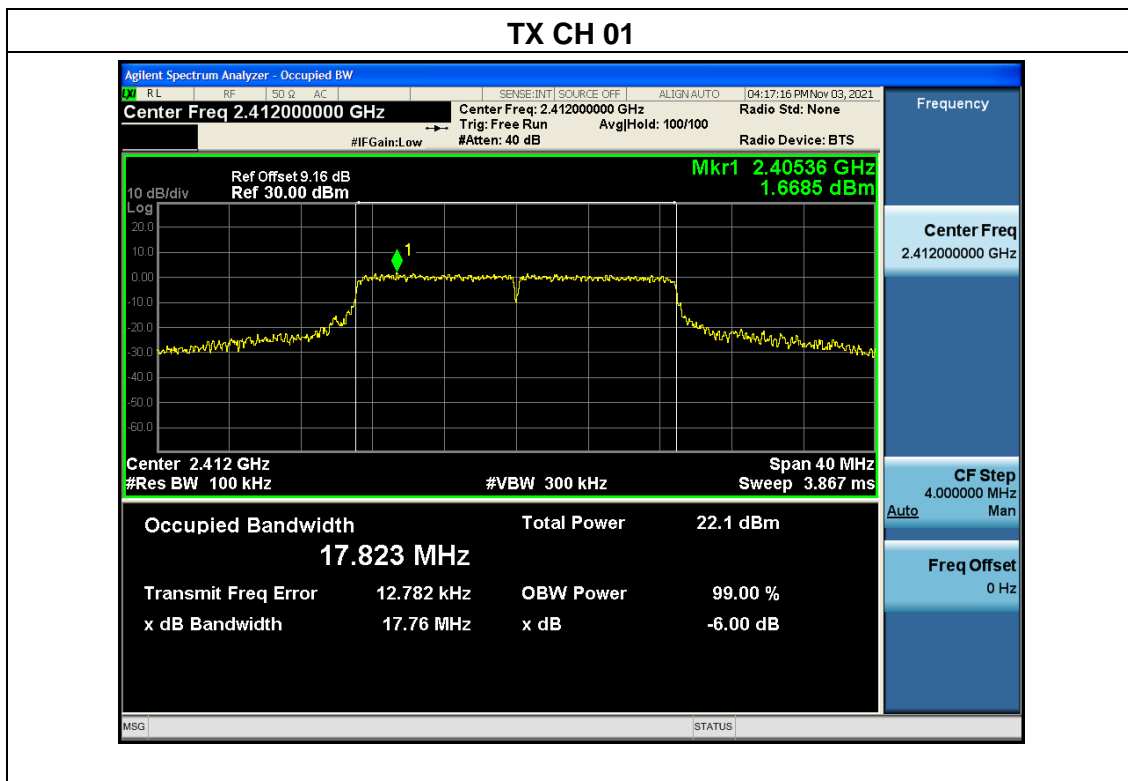 TX CH 01
Agilent Spectrum Analyzer - Occupied BW
LXI RL RF 50 Ω AC SENSE:INT SOURCE OFF ALIGN AUTO 04:17:16 PM Nov 03, 2021
Center Freq 2.412000000 GHz
Center Freq: 2.412000000 GHz
Radio Std: None
Trig: Free Run Avg|Hold: 100/100
#IFGain:Low
#Atten: 40 dB
Radio Device: BTS
Frequency
Mkr1 2.40536 GHz
1.6685 dBm
Ref Offset 9.16 dB
10 dB/div Ref 30.00 dBm
Log
20.0
10.0
0.00
-10.0
-20.0
-30.0
-40.0
-50.0
-60.0
1
Center Freq
2.412000000 GHz
Center 2.412 GHz Span 40 MHz
#Res BW 100 kHz #VBW 300 kHz Sweep 3.867 ms
CF Step
4.000000 MHz
Auto Man
Freq Offset
0 Hz
Occupied Bandwidth Total Power 22.1 dBm
17.823 MHz
Transmit Freq Error 12.782 kHz OBW Power 99.00 %
x dB Bandwidth 17.76 MHz x dB -6.00 dB
MSG STATUS